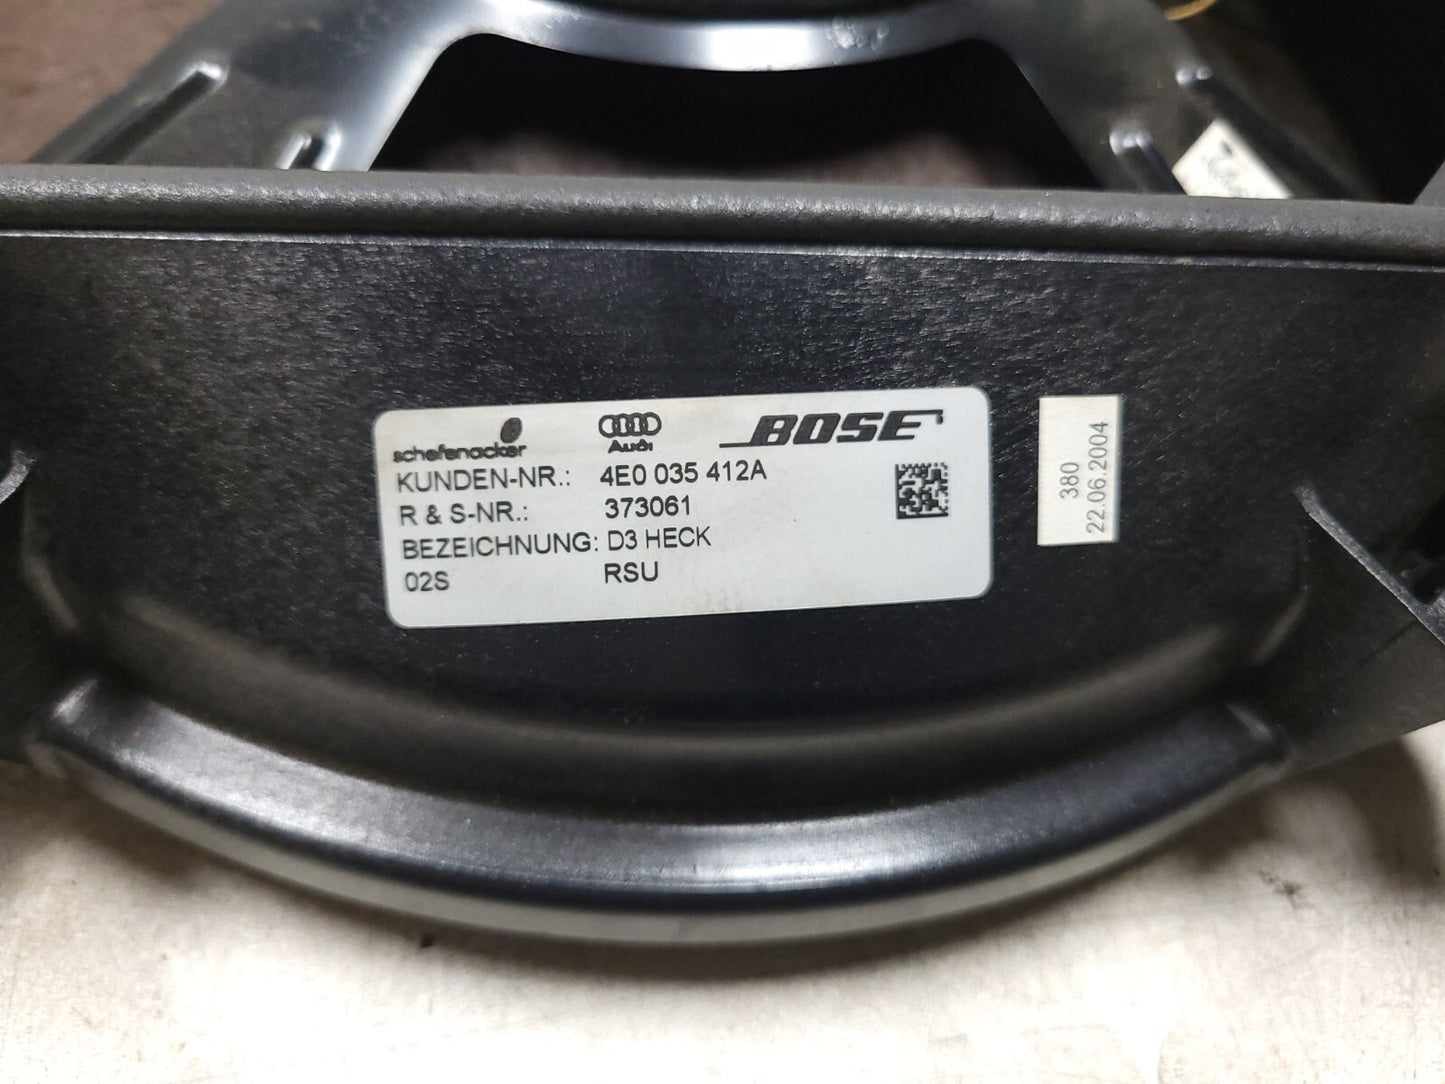 schefenacker Audi BOSE
KUNDEN-NR.: 4E0 035 412A
R & S-NR.: 373061
BEZEICHNUNG: D3 HECK
02S RSU
380
22.06.2004